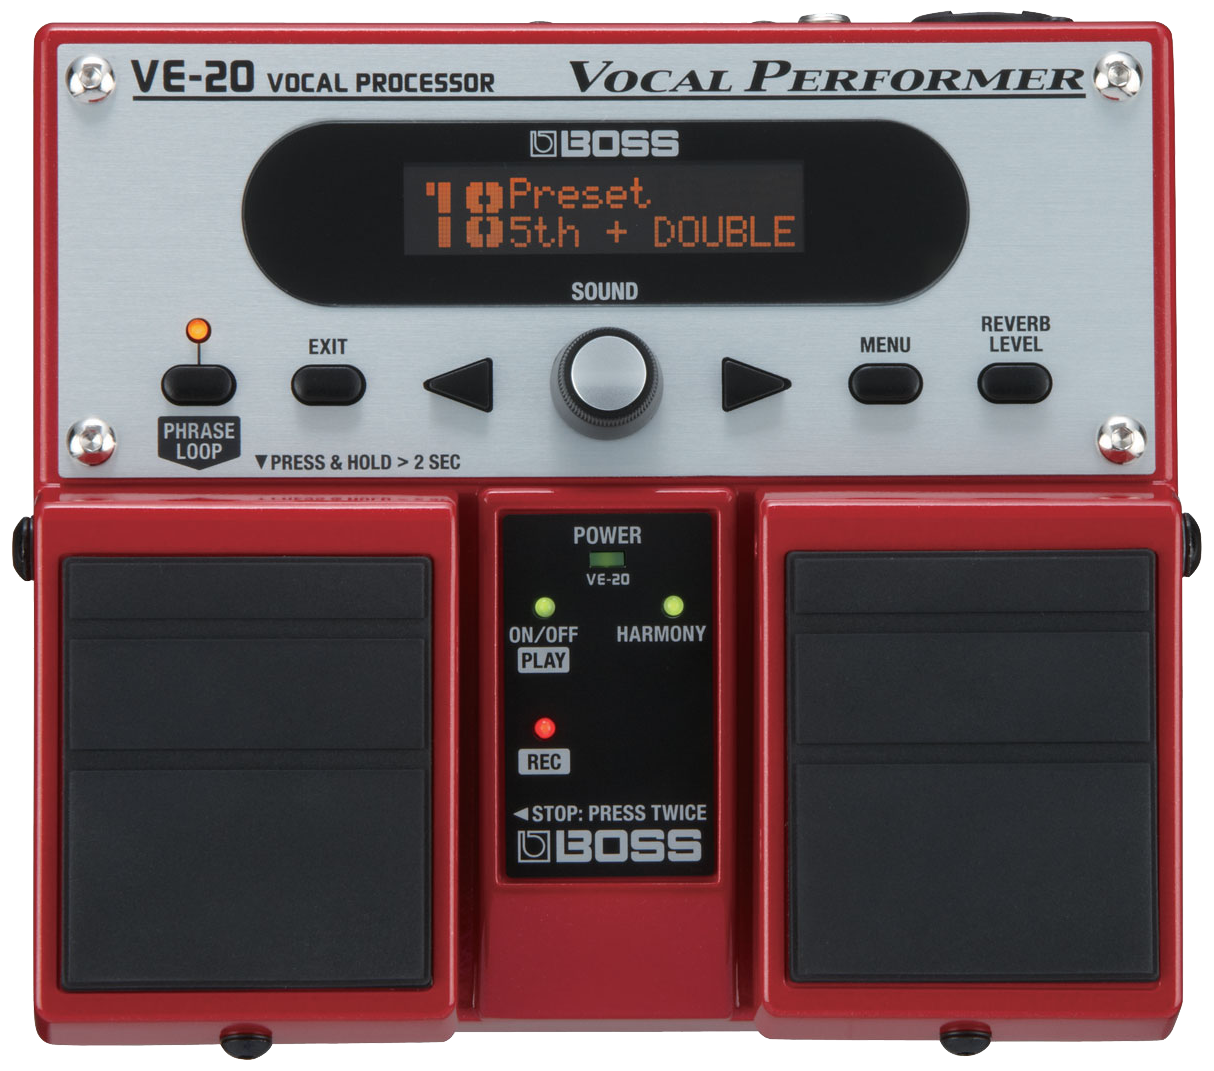 VE-20 VOCAL PROCESSOR
VOCAL PERFORMER
BOSS
10 Preset
5th + DOUBLE
SOUND
EXIT
MENU
REVERB
LEVEL
PHRASE
LOOP
▼PRESS & HOLD > 2 SEC
POWER
VE-20
ON/OFF
HARMONY
PLAY
REC
◄STOP: PRESS TWICE
BOSS